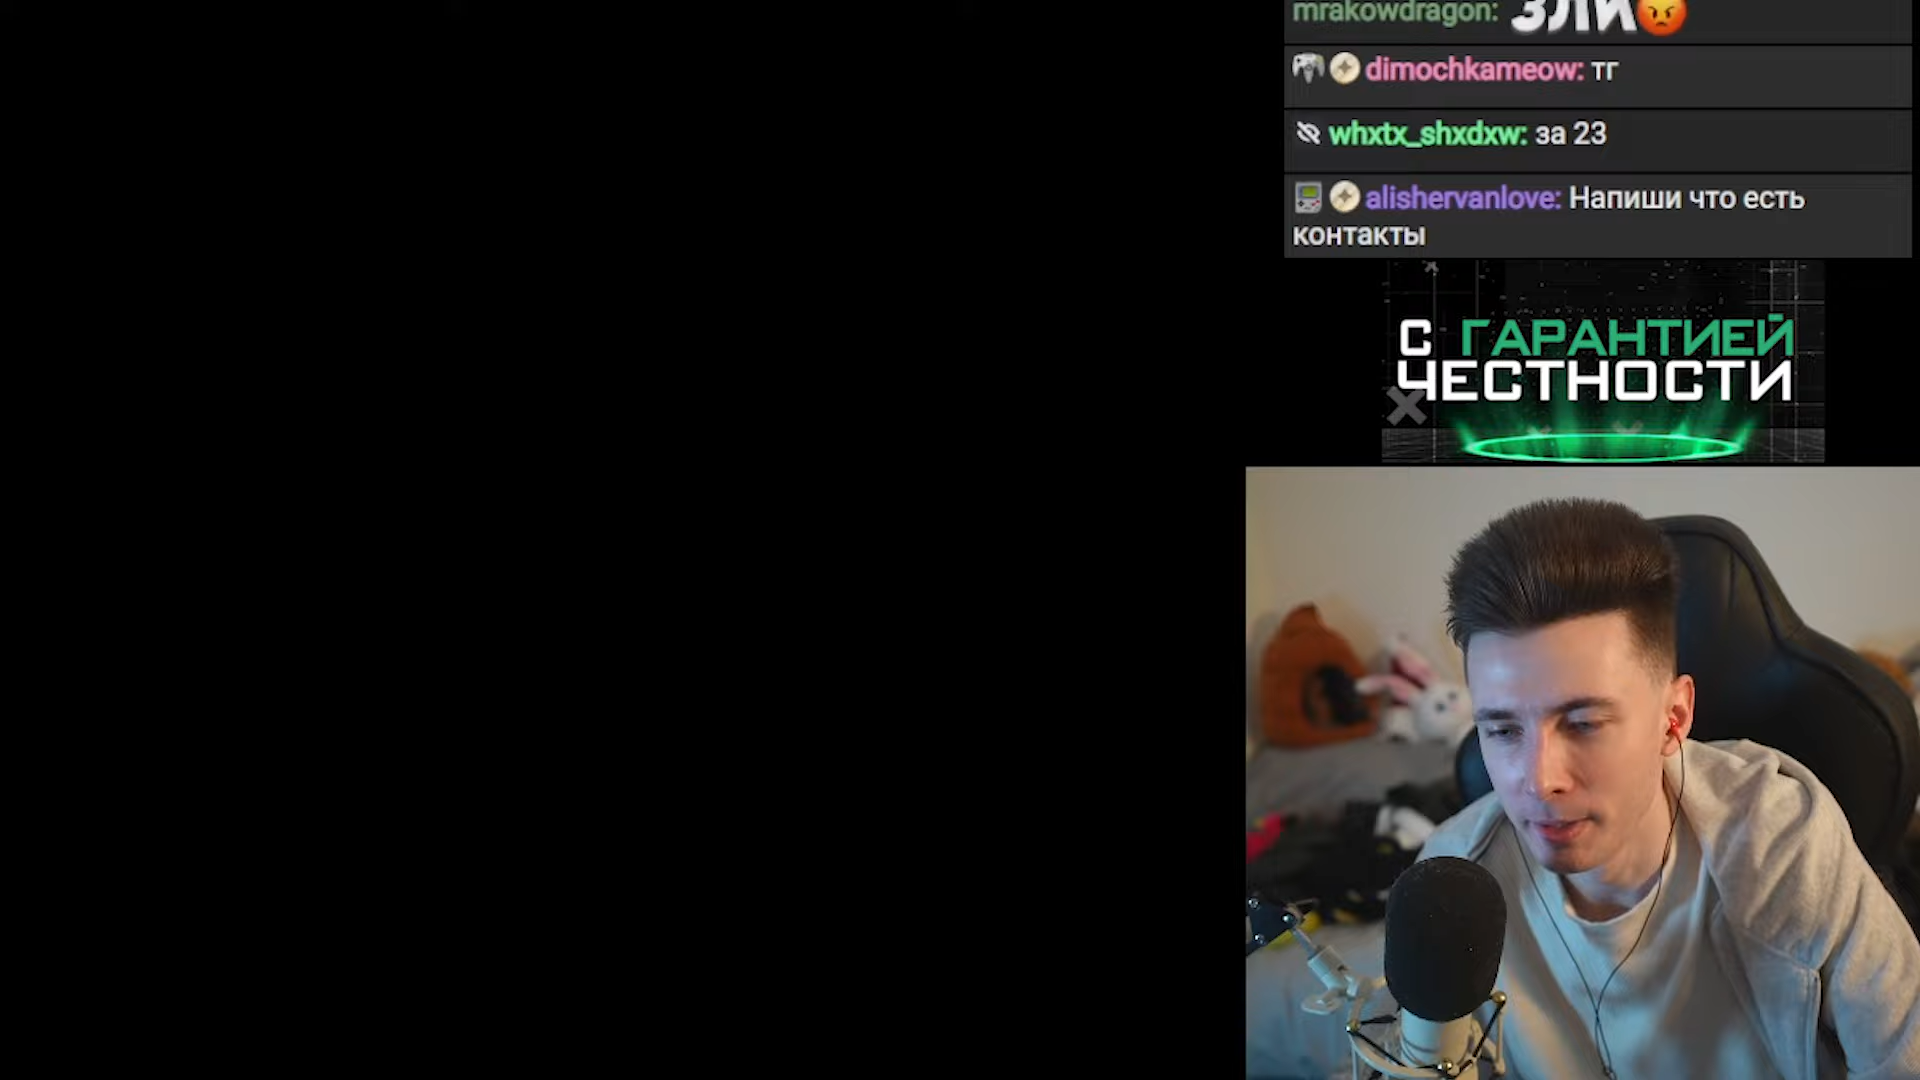 mrakowdragon: ЗЛИ😡
dimochkameow: тг
whxtx_shxdxw: за 23
alishervanlove: Напиши что есть
контакты
С ГАРАНТИЕЙ
ЧЕСТНОСТИ